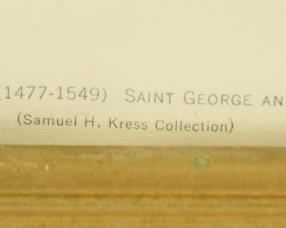 (1477-1549) SAINT GEORGE AN
(Samuel H. Kress Collection)